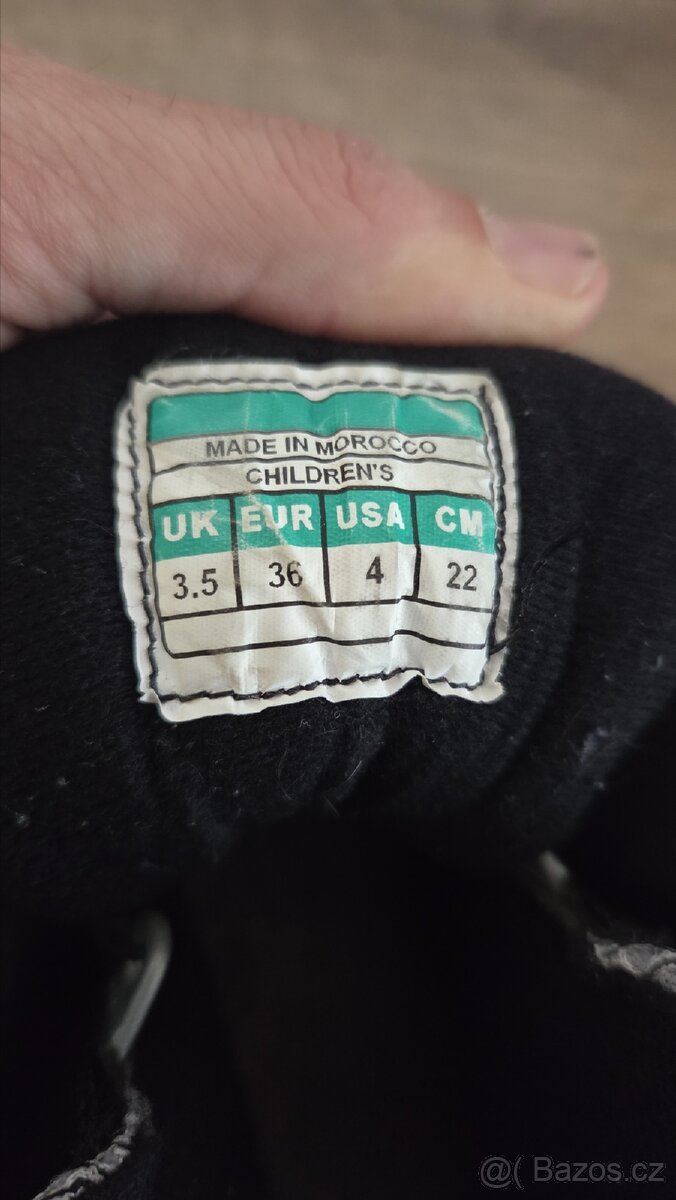 MADE IN MOROCCO
CHILDREN'S
UK EUR USA CM
3.5 36 4 22
@( Bazos.cz